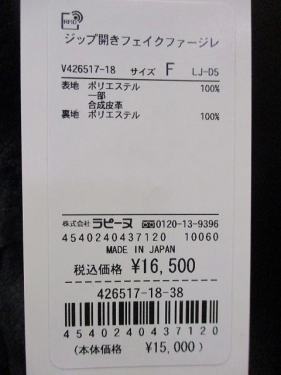 RFID
ジップ開きフェイクファージレ
V426517-18 サイズ F LJ-D5
表地 ポリエステル 100%
一部
合成皮革
裏地 ポリエステル 100%
株式会社 ラピーヌ 0120-13-9396
4540240437120 10060
MADE IN JAPAN
税込価格 ¥16,500
426517-18-38
4540240437120
(本体価格 ¥15,000)